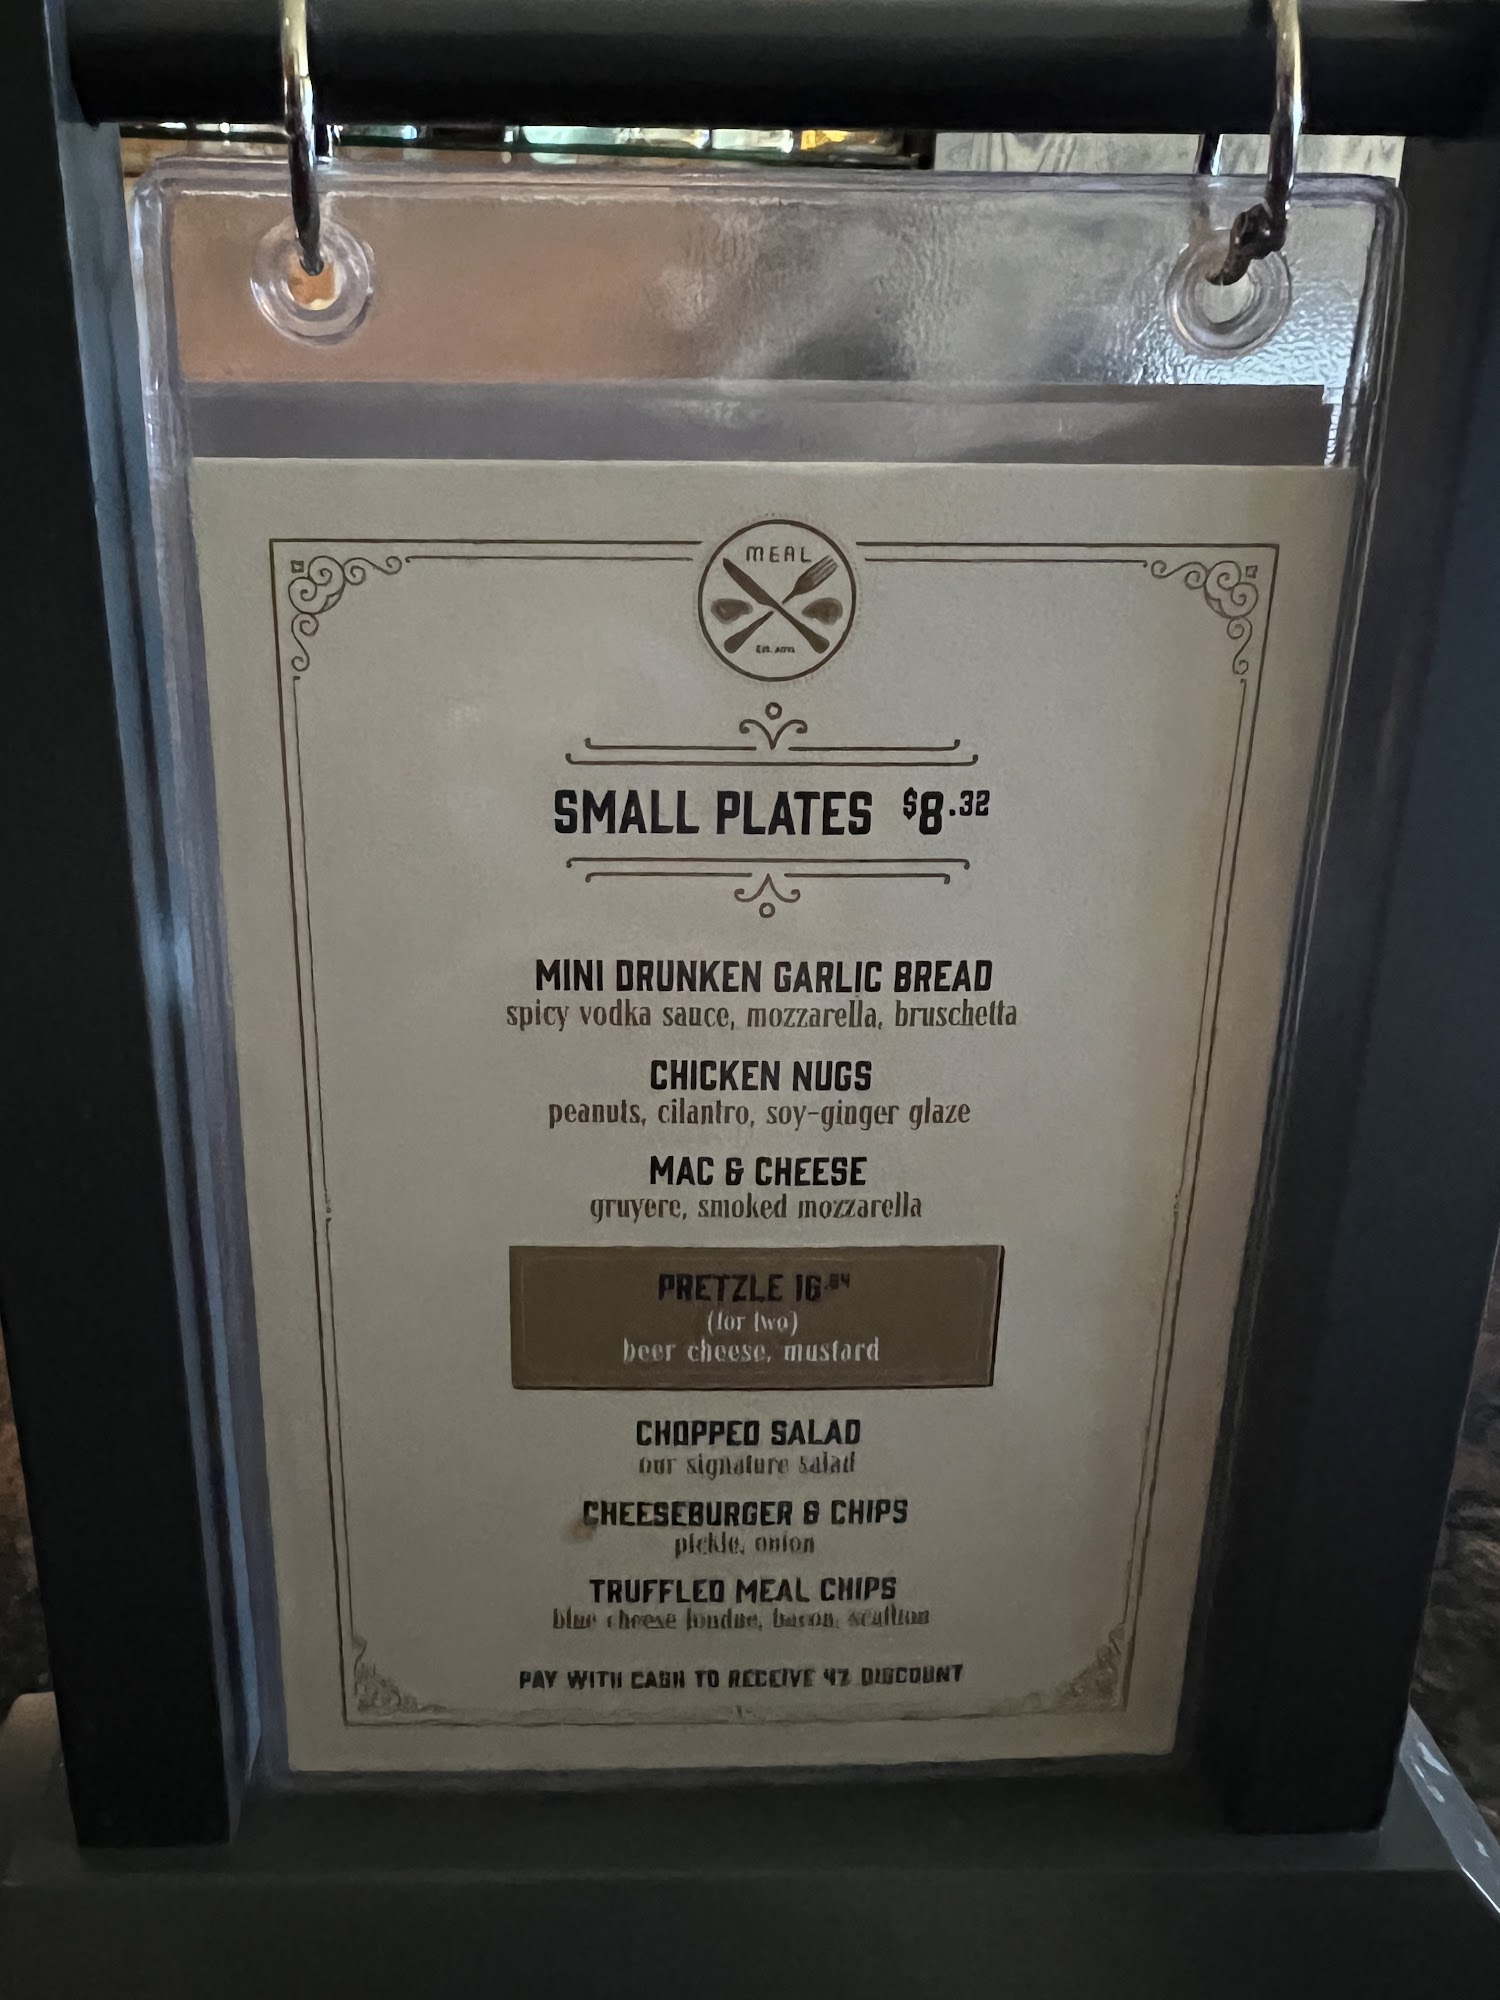 MEAL
SMALL PLATES $8.32
MINI DRUNKEN GARLIC BREAD
spicy vodka sauce, mozzarella, bruschetta
CHICKEN NUGS
peanuts, cilantro, soy-ginger glaze
MAC & CHEESE
gruyere, smoked mozzarella
PRETZLE 16.64
(for two)
beer cheese, mustard
CHOPPED SALAD
our signature salad
CHEESEBURGER & CHIPS
pickle, onion
TRUFFLED MEAL CHIPS
blue cheese fondue, bacon, scallion
PAY WITH CASH TO RECEIVE 4% DISCOUNT